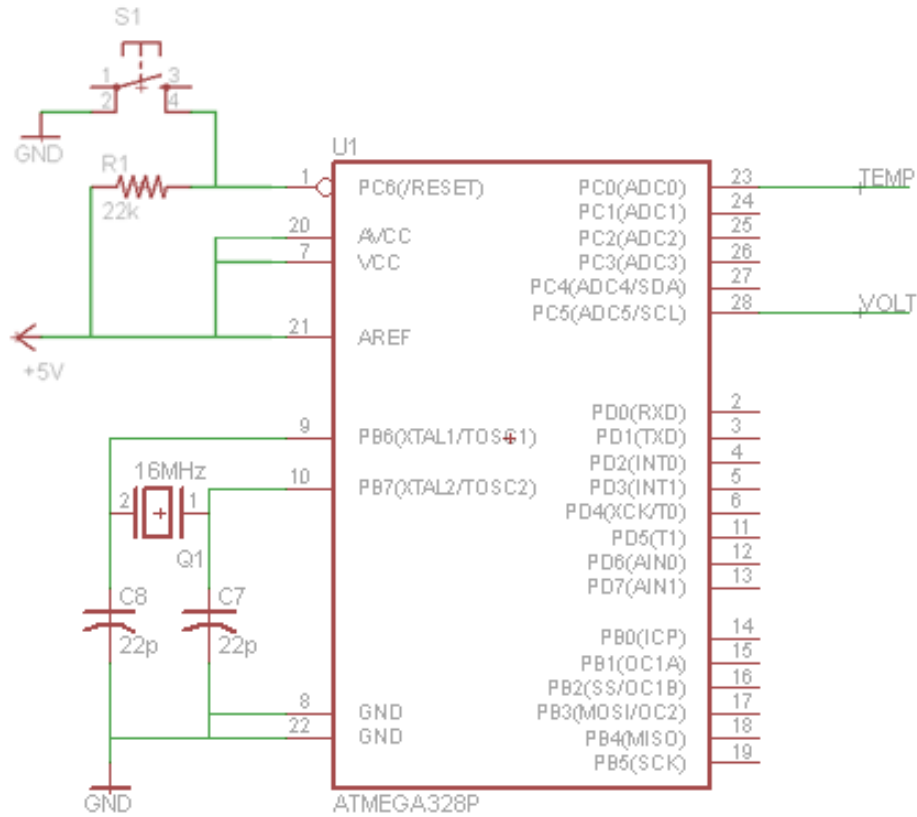 S1
1
3
2
4
GND
R1
22k
+5V
U1
1
PC6(/RESET)
20
AVCC
7
VCC
21
AREF
9
PB6(XTAL1/TOSC1)
10
PB7(XTAL2/TOSC2)
16MHz
2
1
Q1
C8
22p
C7
22p
8
GND
22
GND
GND
PC0(ADC0)
23
TEMP
PC1(ADC1)
24
PC2(ADC2)
25
PC3(ADC3)
26
PC4(ADC4/SDA)
27
PC5(ADC5/SCL)
28
VOLT
PD0(RXD)
2
PD1(TXD)
3
PD2(INT0)
4
PD3(INT1)
5
PD4(XCK/T0)
6
PD5(T1)
11
PD6(AIN0)
12
PD7(AIN1)
13
PB0(ICP)
14
PB1(OC1A)
15
PB2(SS/OC1B)
16
PB3(MOSI/OC2)
17
PB4(MISO)
18
PB5(SCK)
19
ATMEGA328P